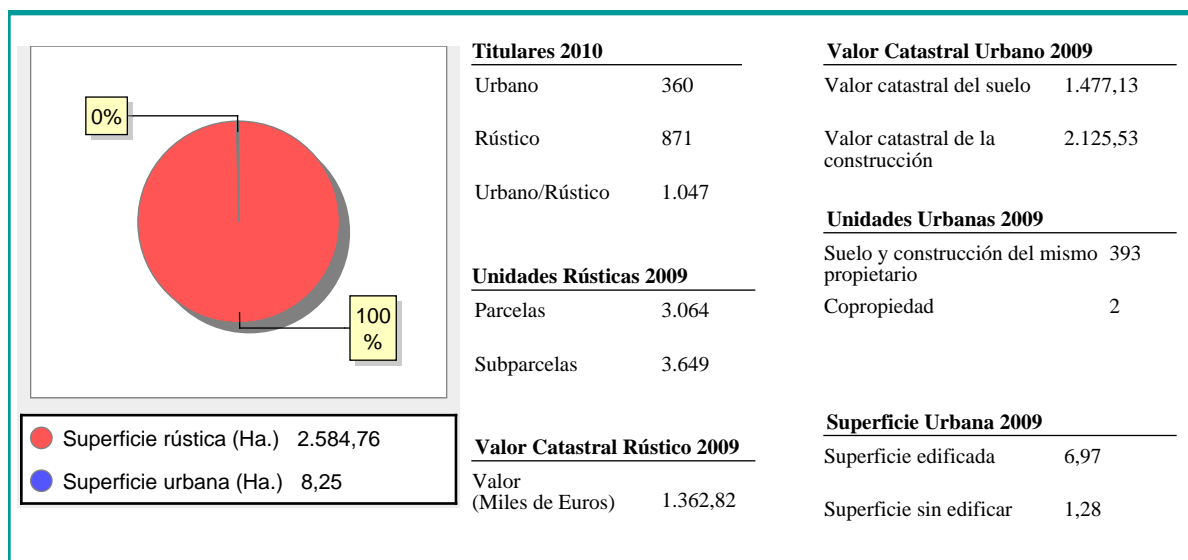 0%
100
%
Superficie rústica (Ha.) 2.584,76
Superficie urbana (Ha.) 8,25
Titulares 2010
Urbano 360
Rústico 871
Urbano/Rústico 1.047
Unidades Rústicas 2009
Parcelas 3.064
Subparcelas 3.649
Valor Catastral Rústico 2009
Valor
(Miles de Euros) 1.362,82
Valor Catastral Urbano 2009
Valor catastral del suelo 1.477,13
Valor catastral de la 2.125,53
construcción
Unidades Urbanas 2009
Suelo y construcción del mismo 393
propietario
Copropiedad 2
Superficie Urbana 2009
Superficie edificada 6,97
Superficie sin edificar 1,28